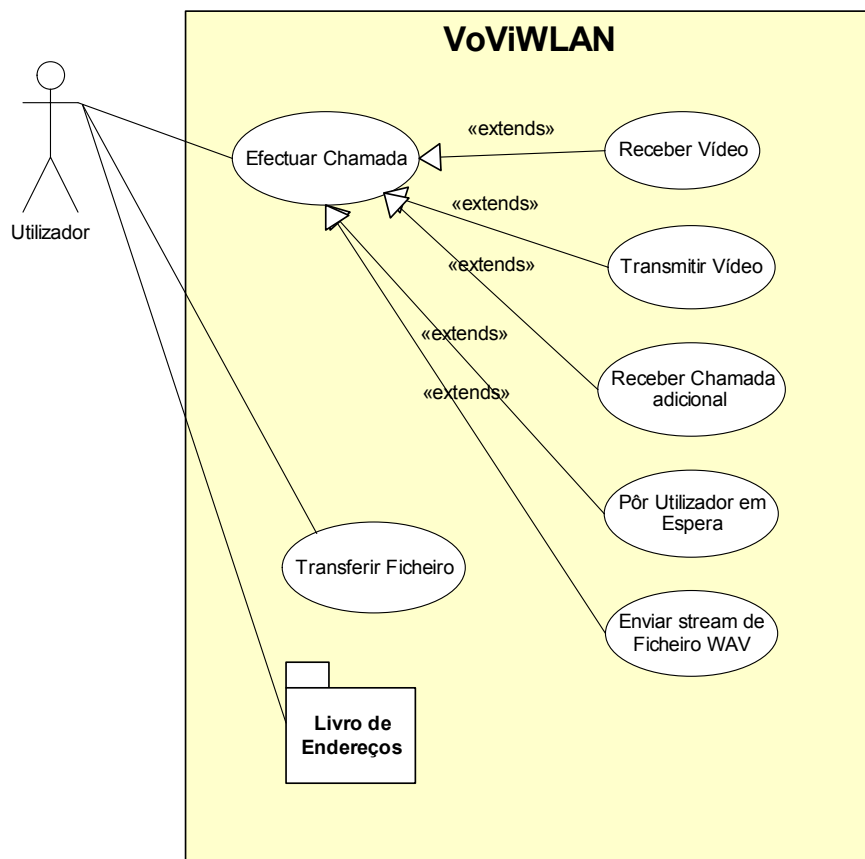 VoViWLAN
Utilizador
Efectuar Chamada
«extends»
Receber Vídeo
«extends»
Transmitir Vídeo
«extends»
Receber Chamada
adicional
«extends»
Pôr Utilizador em
Espera
«extends»
Enviar stream de
Ficheiro WAV
Transferir Ficheiro
Livro de
Endereços